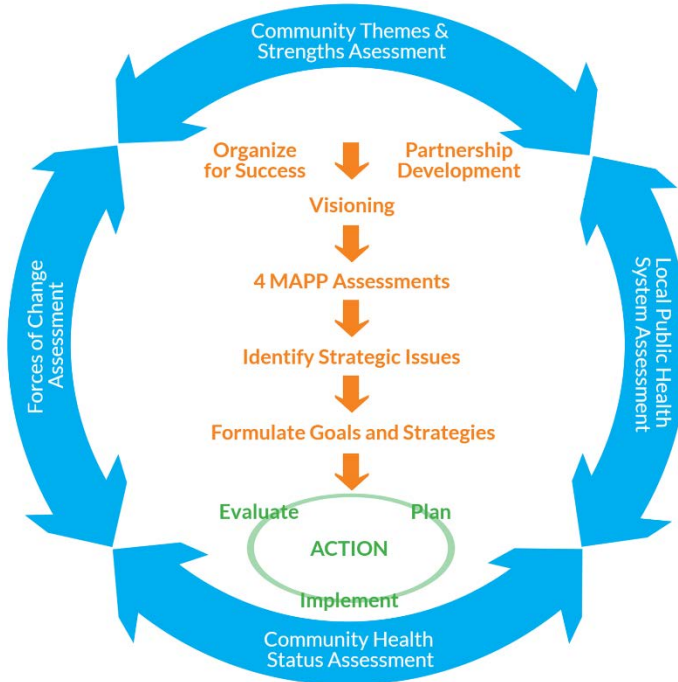 Community Themes &
Strengths Asessment
Organize
for Success
Partnership
Development
Visioning
4 MAPP Assessments
Identify Strategic Issues
Formulate Goals and Strategies
Evaluate
Plan
ACTION
Implement
Forces of Change
Assessment
Local Public Health
System Assessment
Community Health
Status Assessment